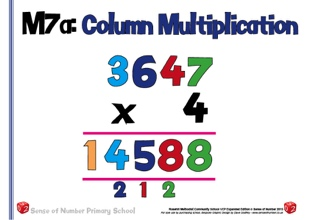 M7a: Column Multiplication
3647
x 4
14588
2 1 2
Sense of Number Primary School